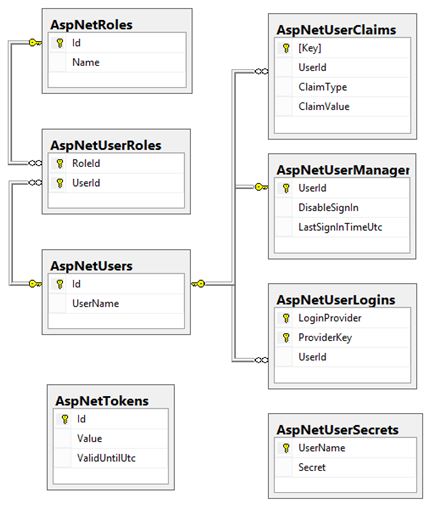 AspNetRoles
Id
Name
AspNetUserRoles
RoleId
UserId
AspNetUsers
Id
UserName
AspNetTokens
Id
Value
ValidUntilUtc
AspNetUserClaims
[Key]
UserId
ClaimType
ClaimValue
AspNetUserManager
UserId
DisableSignIn
LastSignInTimeUtc
AspNetUserLogins
LoginProvider
ProviderKey
UserId
AspNetUserSecrets
UserName
Secret